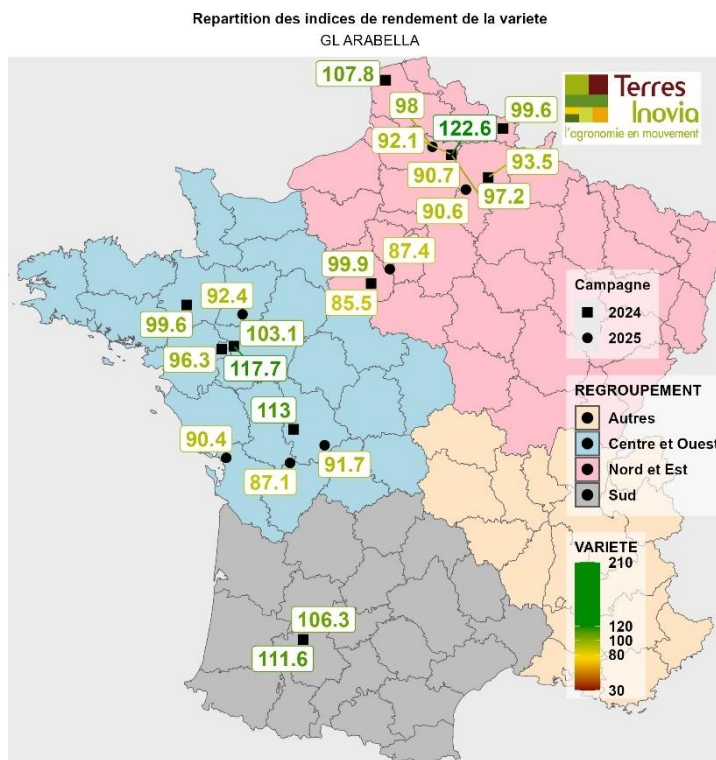 Repartition des indices de rendement de la variete
GL ARABELLA
Terres
Inovia
l'agronomie en mouvement
107.8
98
99.6
122.6
92.1
93.5
90.7
97.2
90.6
87.4
99.9
85.5
92.4
99.6
103.1
96.3
117.7
113
90.4
91.7
87.1
106.3
111.6
Campagne
2024
2025
REGROUPEMENT
Autres
Centre et Ouest
Nord et Est
Sud
VARIETE
210
120
100
80
30